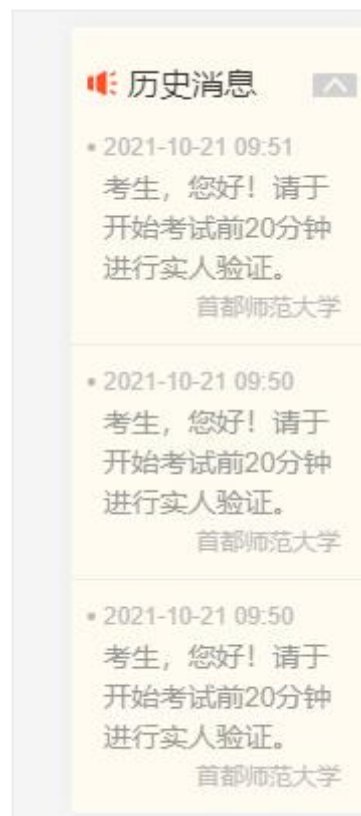 历史消息
• 2021-10-21 09:51
考生，您好！请于
开始考试前20分钟
进行实人验证。
首都师范大学
• 2021-10-21 09:50
考生，您好！请于
开始考试前20分钟
进行实人验证。
首都师范大学
• 2021-10-21 09:50
考生，您好！请于
开始考试前20分钟
进行实人验证。
首都师范大学